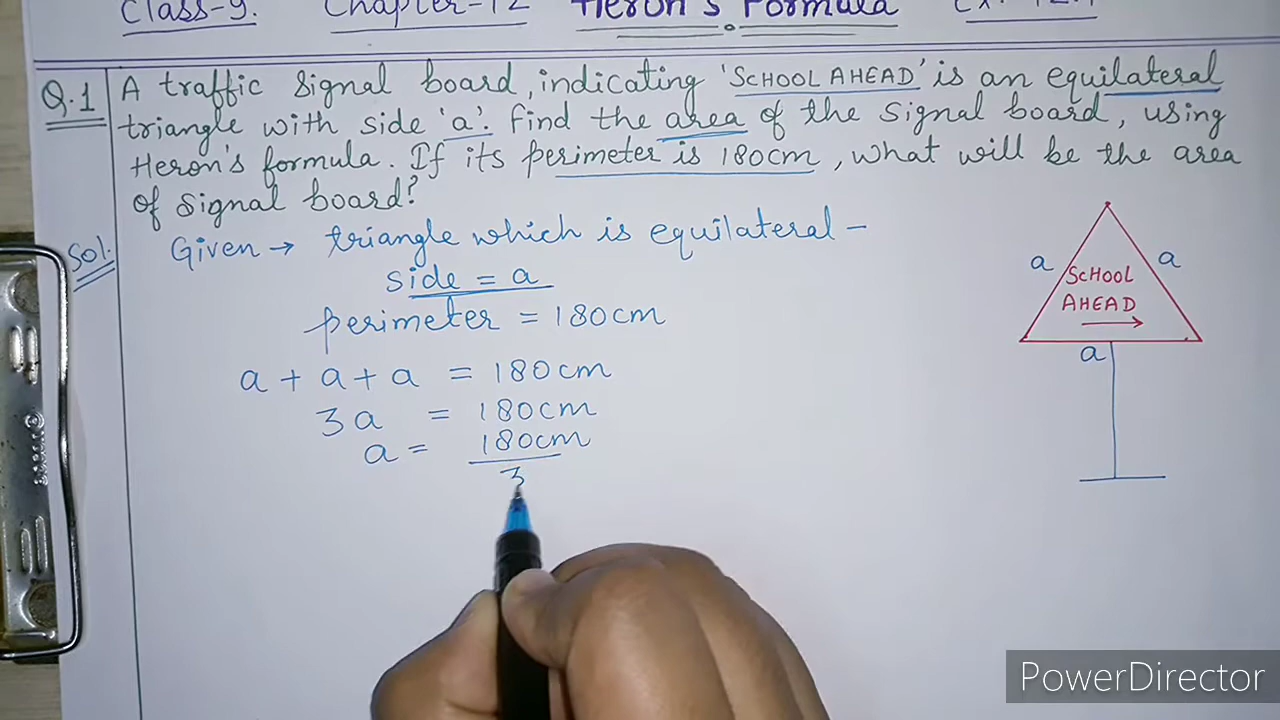 Class-9. Chapter-12 Heron's Formula Ex. 12.1
Q.1 A traffic signal board, indicating 'SCHOOL AHEAD' is an equilateral
triangle with side 'a'. Find the area of the signal board, using
Heron's formula. If its perimeter is 180cm, what will be the area
of signal board?
Sol. Given → triangle which is equilateral -
side = a
perimeter = 180cm
a + a + a = 180cm
3a = 180cm
a = 180cm
3
a a
SCHOOL
AHEAD
→
a
PowerDirector